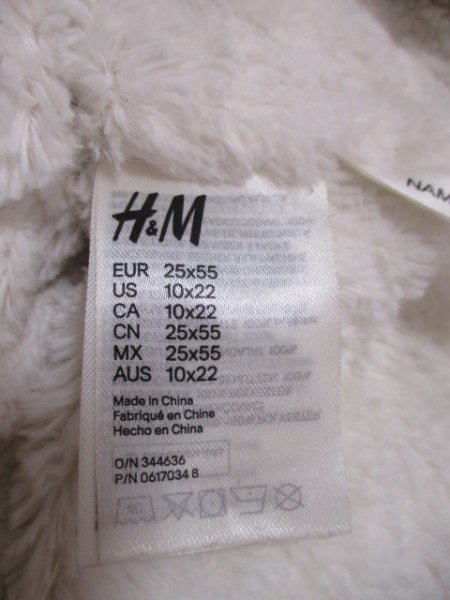 H&M
EUR 25x55
US 10x22
CA 10x22
CN 25x55
MX 25x55
AUS 10x22
Made in China
Fabriqué en Chine
Hecho en China
O/N 344636
P/N 0617034 8
NAM